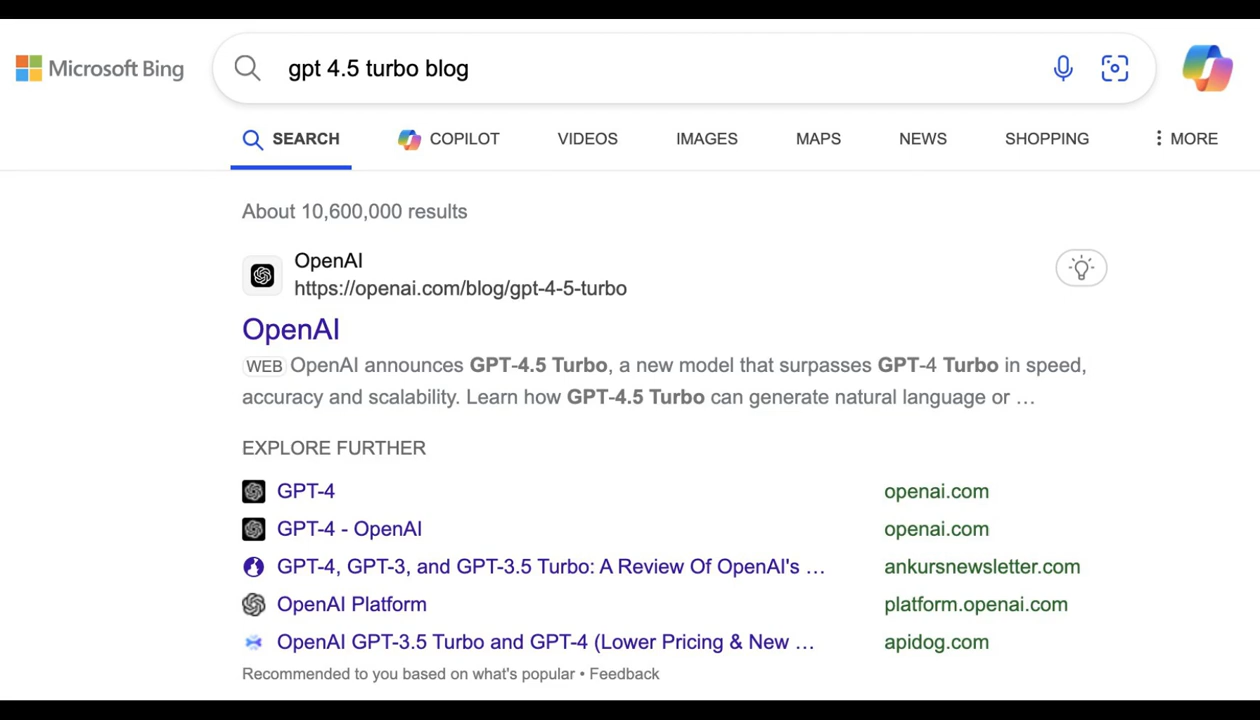 Microsoft Bing
gpt 4.5 turbo blog
SEARCH COPILOT VIDEOS IMAGES MAPS NEWS SHOPPING MORE
About 10,600,000 results
OpenAI
https://openai.com/blog/gpt-4-5-turbo
OpenAI
WEB OpenAI announces GPT-4.5 Turbo, a new model that surpasses GPT-4 Turbo in speed,
accuracy and scalability. Learn how GPT-4.5 Turbo can generate natural language or …
EXPLORE FURTHER
GPT-4 openai.com
GPT-4 - OpenAI openai.com
GPT-4, GPT-3, and GPT-3.5 Turbo: A Review Of OpenAI's … ankursnewsletter.com
OpenAI Platform platform.openai.com
OpenAI GPT-3.5 Turbo and GPT-4 (Lower Pricing & New … apidog.com
Recommended to you based on what's popular • Feedback